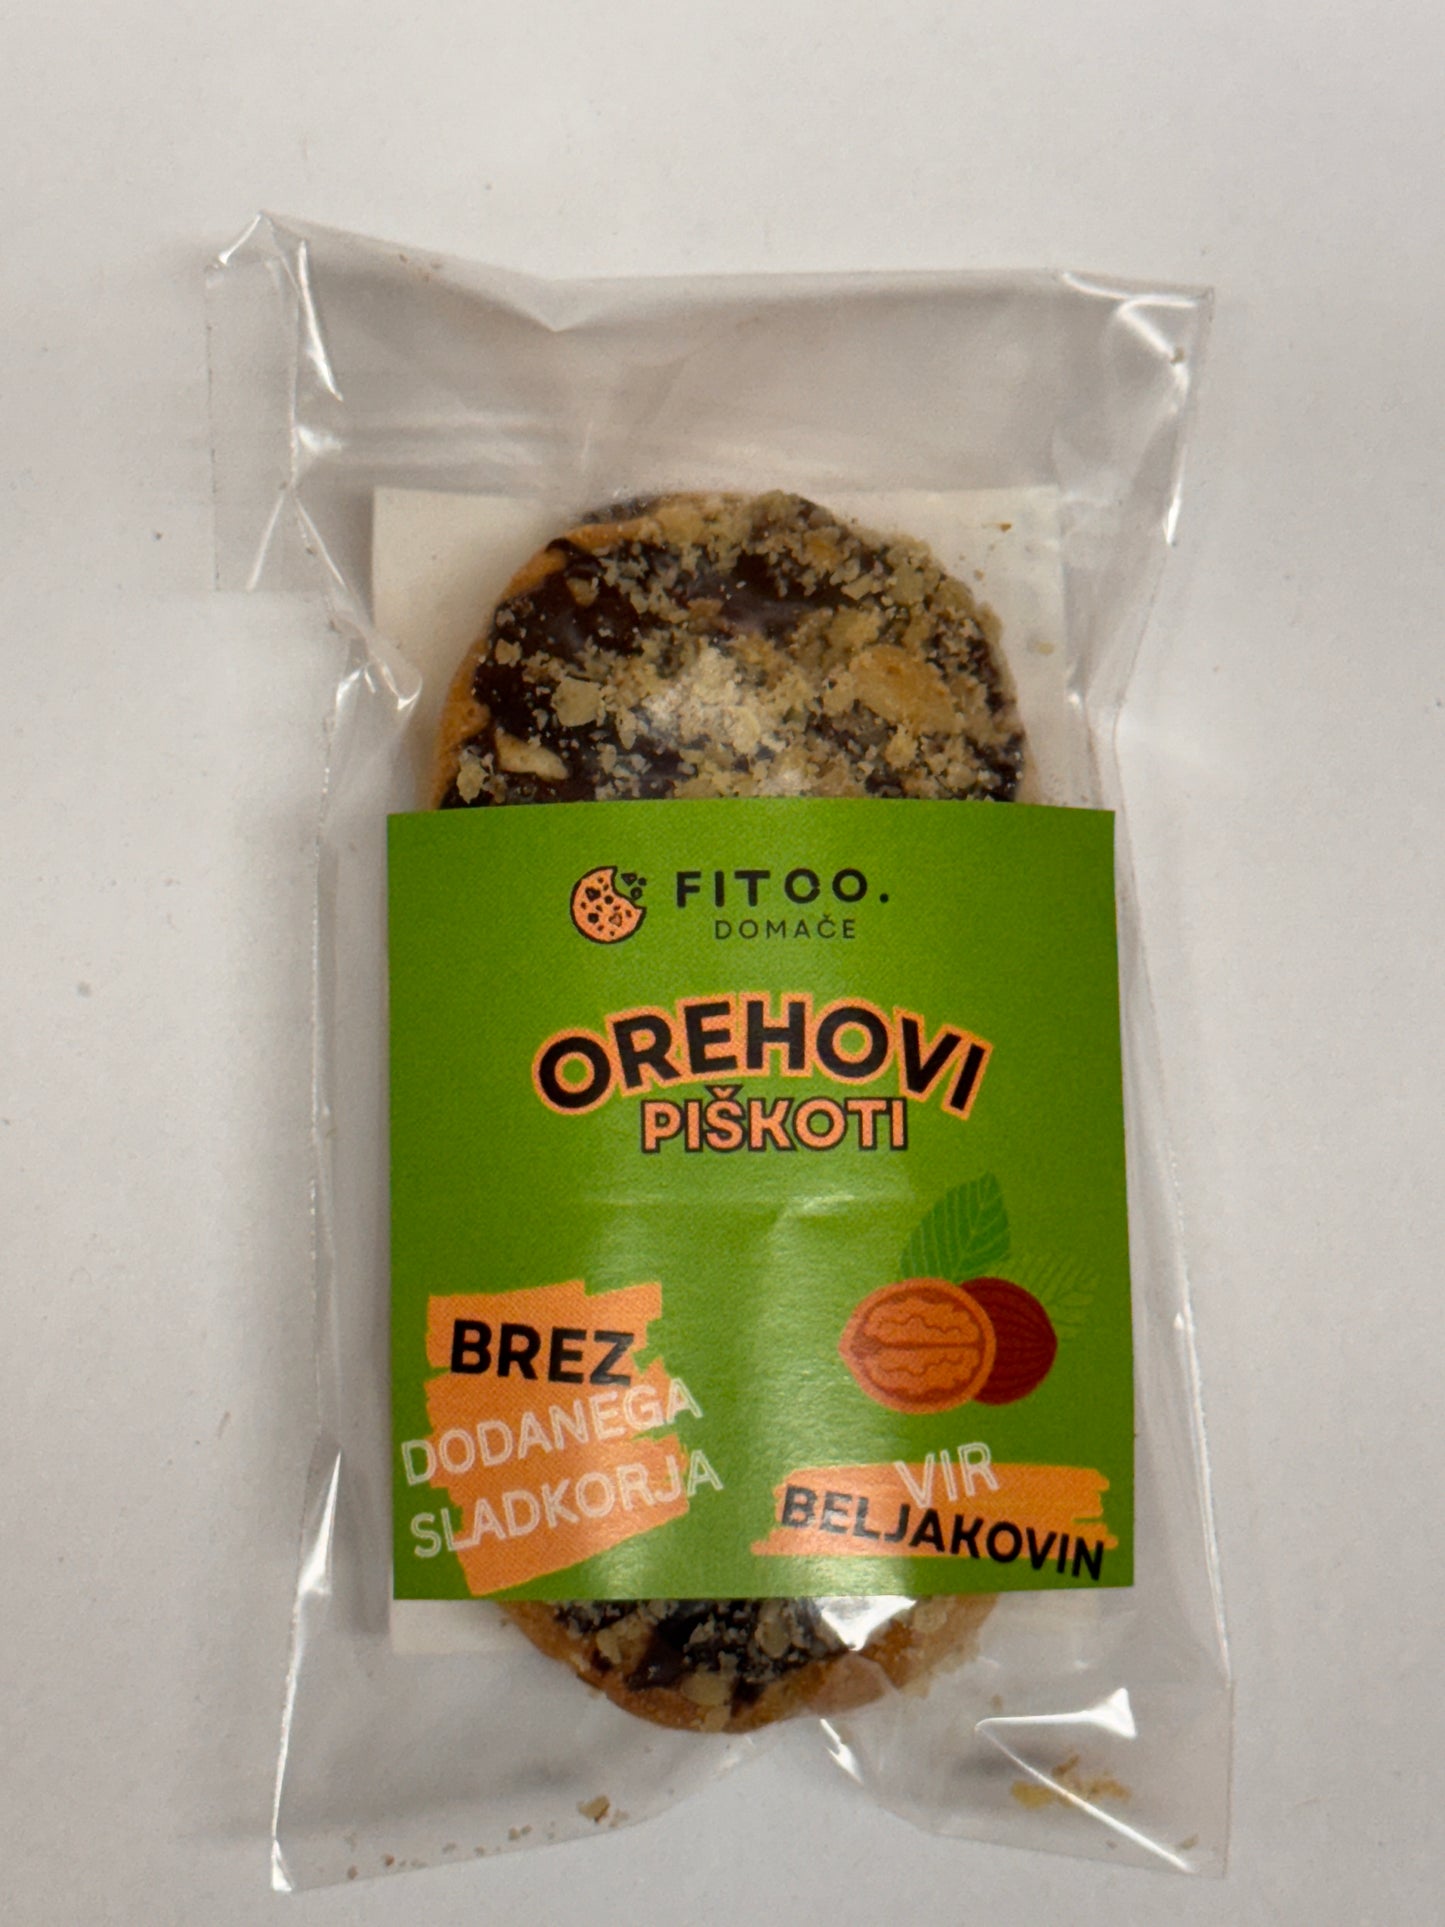 FITOO.
DOMAČE
OREHOVI
PIŠKOTI
BREZ
DODANEGA
SLADKORJA
VIR
BELJAKOVIN